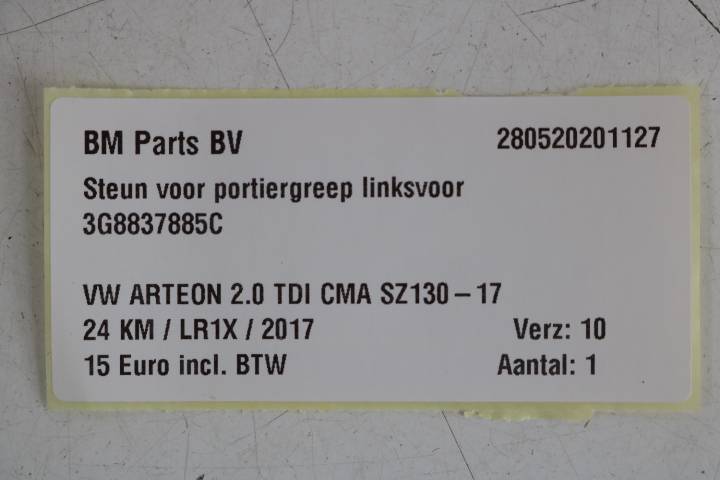 BM Parts BV 280520201127
Steun voor portiergreep linksvoor
3G8837885C
VW ARTEON 2.0 TDI CMA SZ130-17
24 KM / LR1X / 2017 Verz: 10
15 Euro incl. BTW Aantal: 1